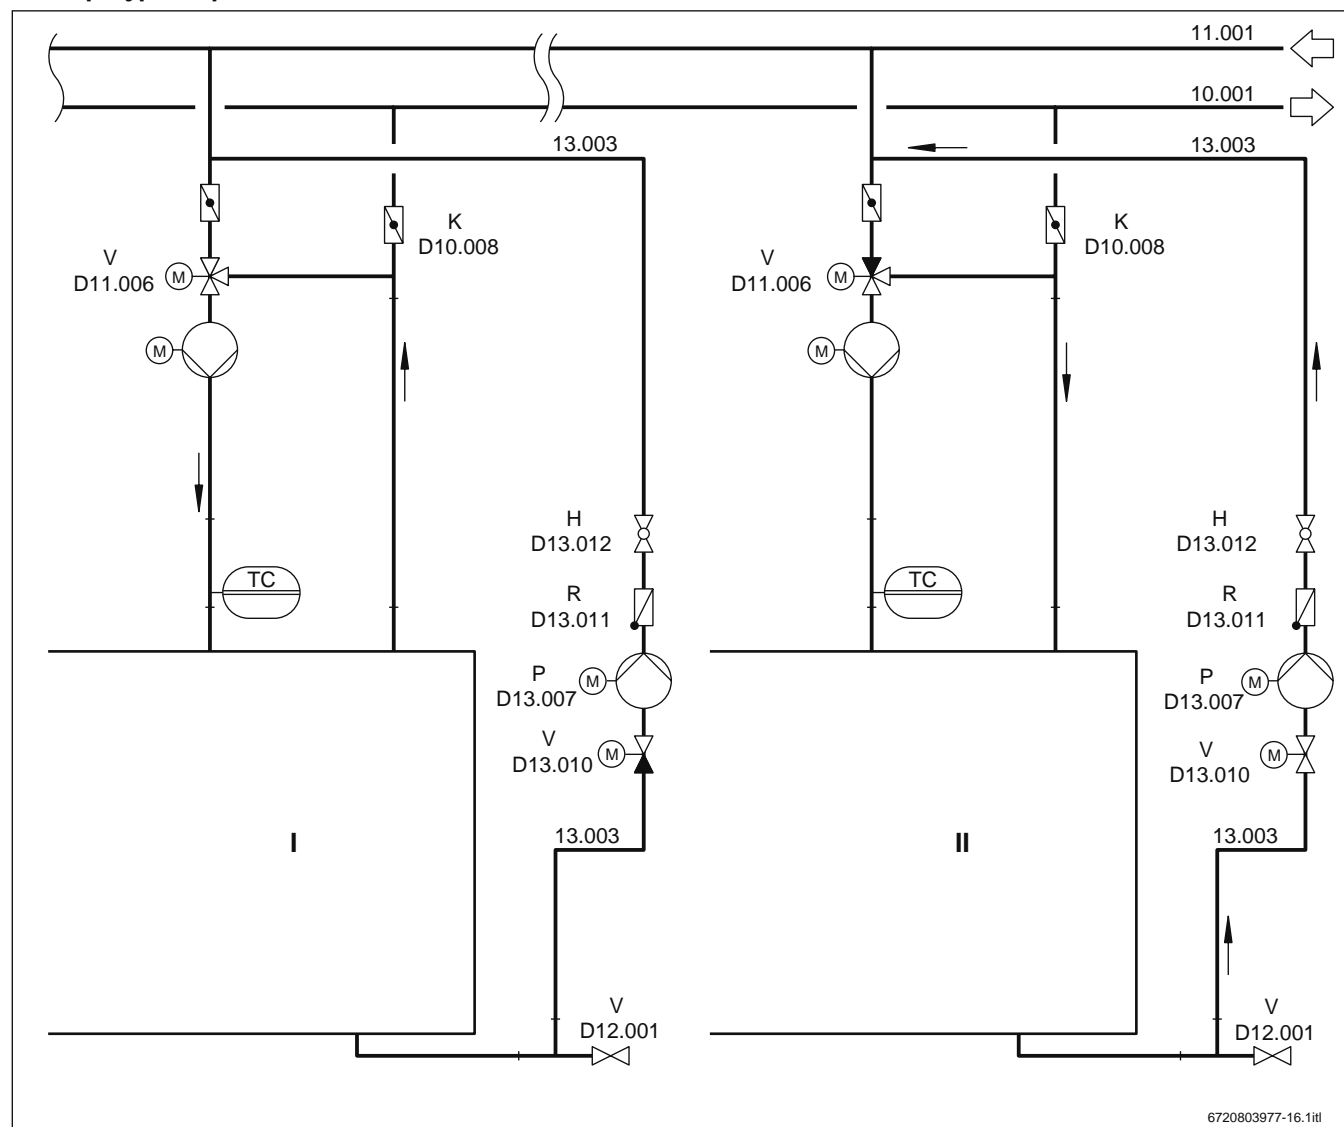 11.001
10.001
13.003
13.003
K
D10.008
K
D10.008
V
D11.006
M
V
D11.006
M
M
M
H
D13.012
H
D13.012
TC
TC
R
D13.011
R
D13.011
P
D13.007
M
P
D13.007
M
V
D13.010
M
V
D13.010
M
I
13.003
II
13.003
V
D12.001
V
D12.001
6720803977-16.1itl